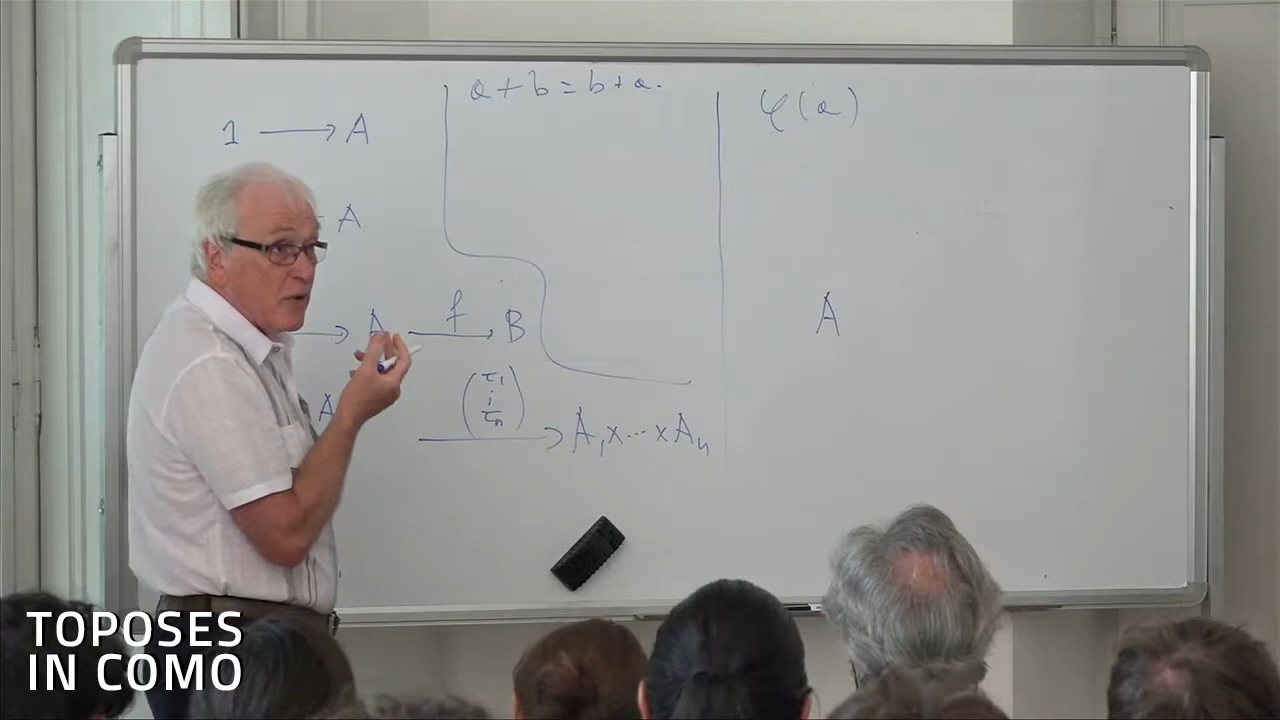 a + b = b + a.
φ(a)
1 ⟶ A
A
A
f
A ⟶ B
A
(τ₁ ⋮ τₙ)
⟶ A₁ × ⋯ × Aₙ
A
TOPOSES
IN COMO